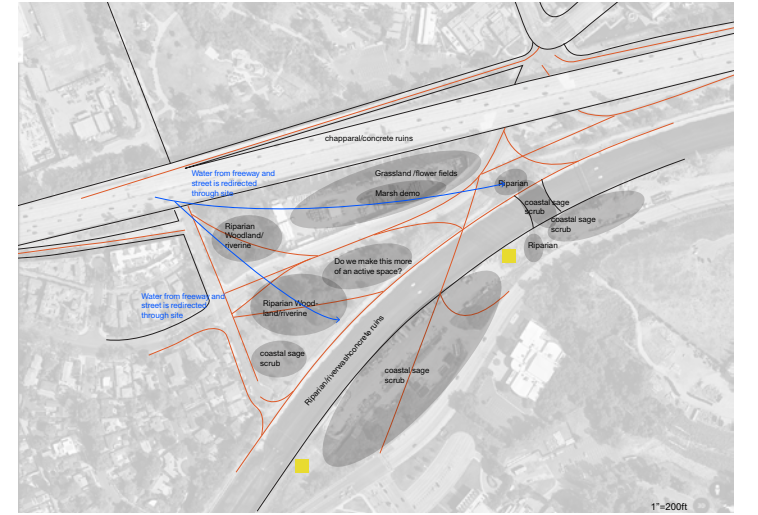 chapparal/concrete ruins
Water from freeway and
street is redirected
through site
Grassland /flower fields
Marsh demo
Riparian
coastal sage
scrub
coastal sage
scrub
Riparian
Woodland/
riverine
Riparian
Do we make this more
of an active space?
Water from freeway and
street is redirected
through site
Riparian Wood-
land/riverine
coastal sage
scrub
Riparian/riverwashconcrete ruins
coastal sage
scrub
1"=200ft